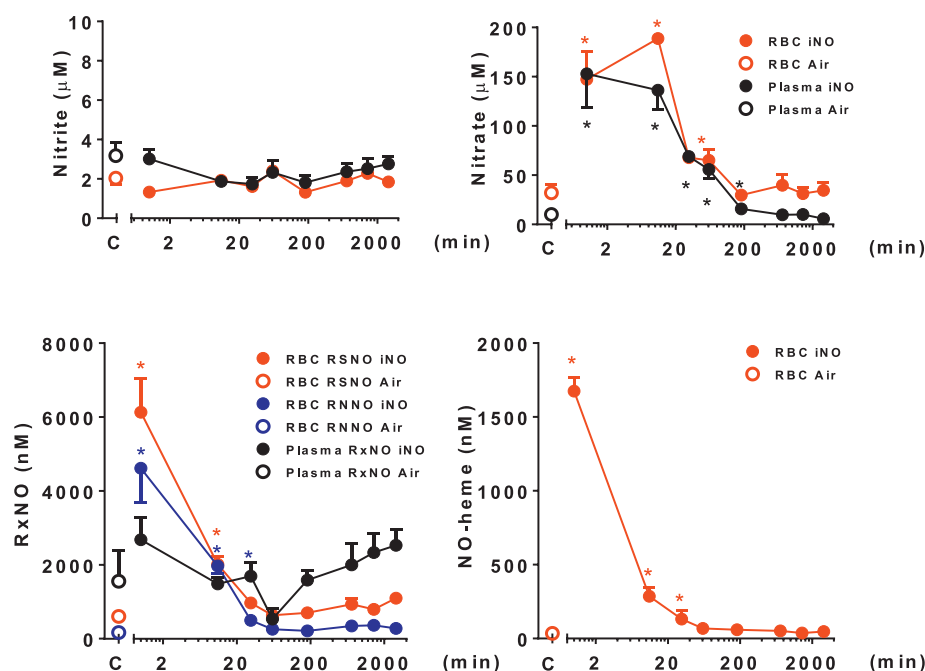 Nitrite (μM)
10
8
6
4
2
0
C 2 20 200 2000 (min)
Nitrate (μM)
200
150
100
50
0
C 2 20 200 2000 (min)
* * * * * * * *
RBC iNO
RBC Air
Plasma iNO
Plasma Air
RxNO (nM)
8000
6000
4000
2000
0
C 2 20 200 2000 (min)
* * * * *
RBC RSNO iNO
RBC RSNO Air
RBC RNNO iNO
RBC RNNO Air
Plasma RxNO iNO
Plasma RxNO Air
NO-heme (nM)
2000
1500
1000
500
0
C 2 20 200 2000 (min)
* * *
RBC iNO
RBC Air